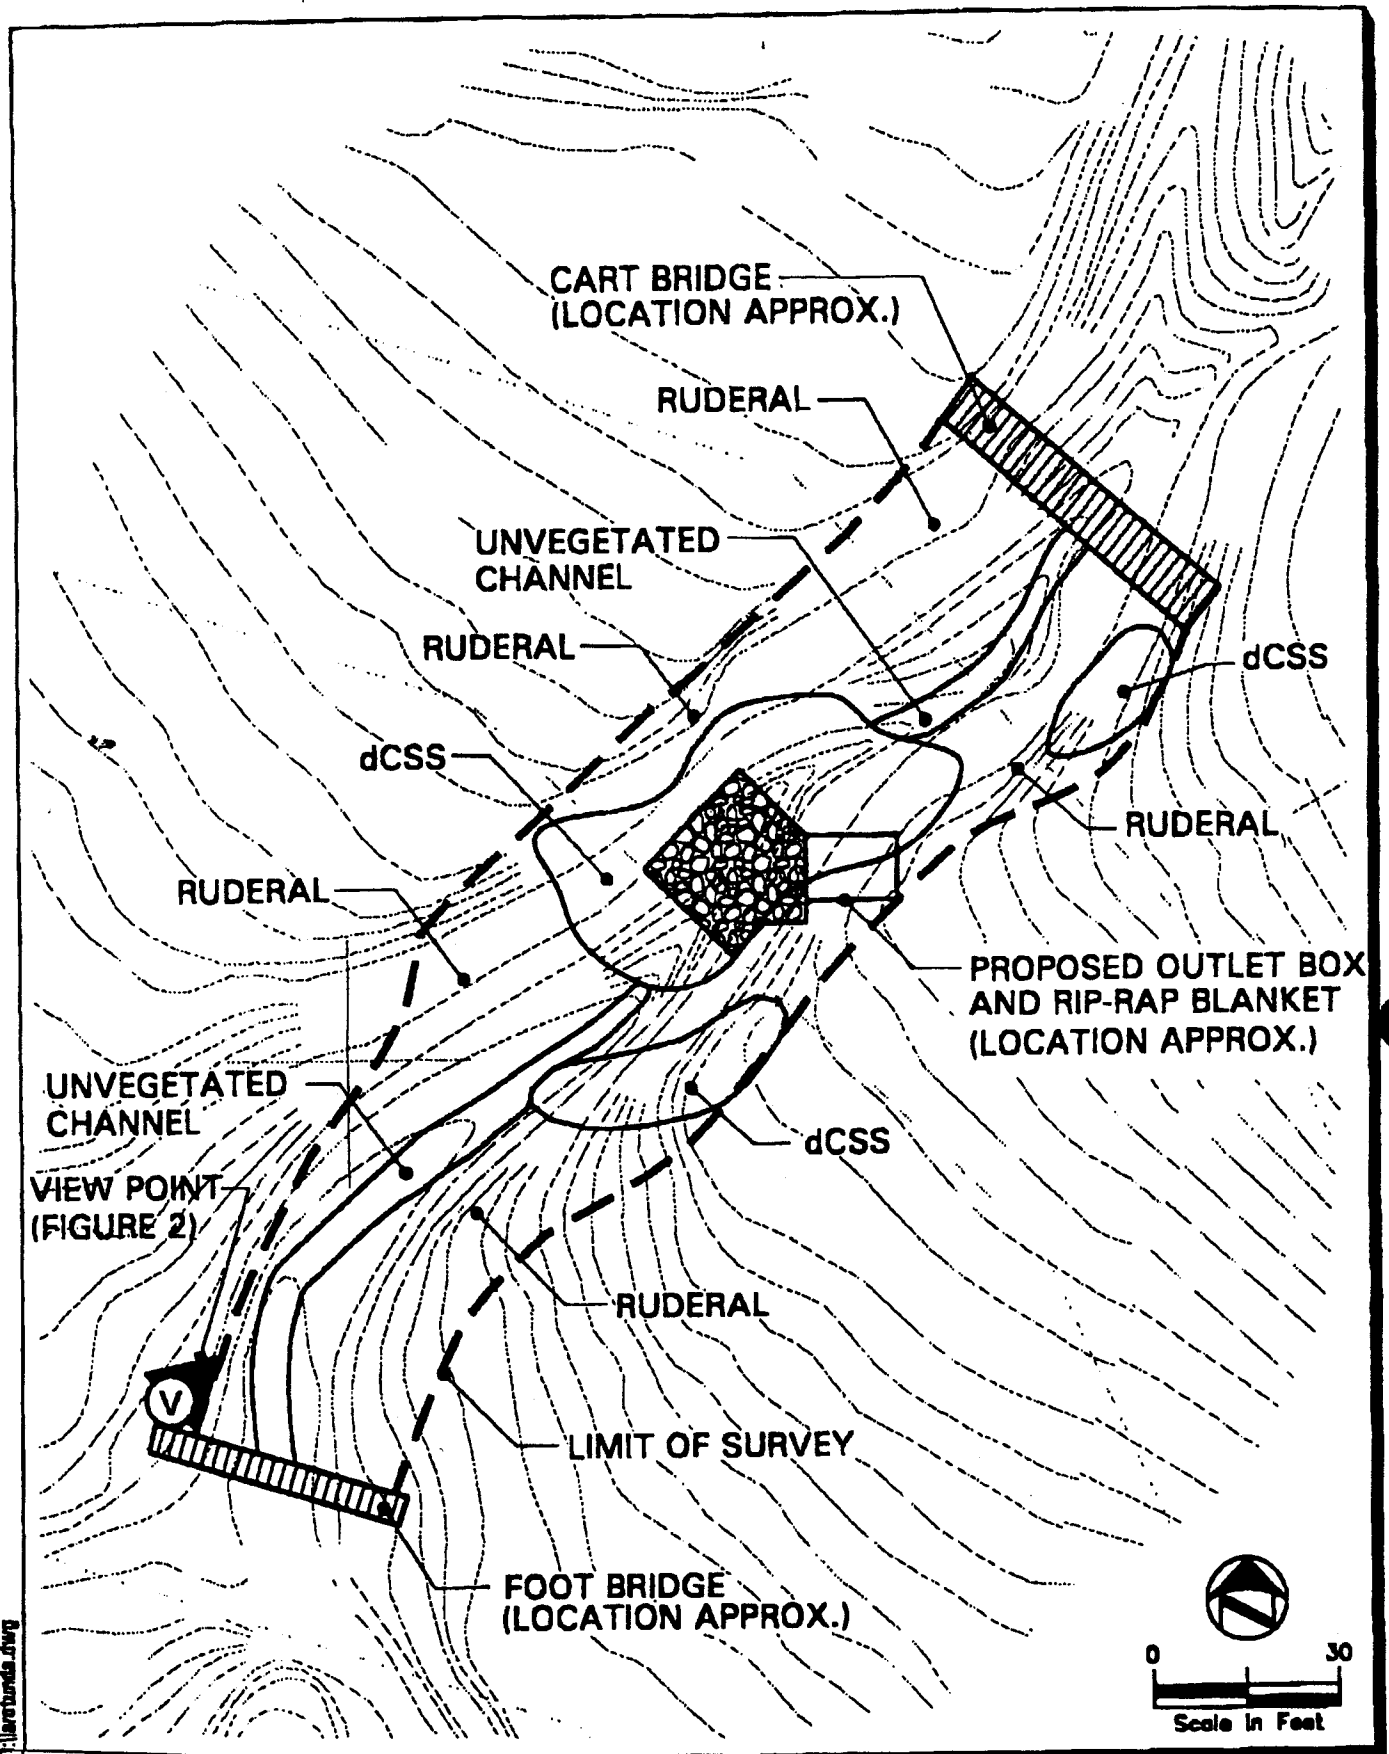 CART BRIDGE
(LOCATION APPROX.)
RUDERAL
UNVEGETATED
CHANNEL
RUDERAL
dCSS
dCSS
RUDERAL
RUDERAL
PROPOSED OUTLET BOX
AND RIP-RAP BLANKET
(LOCATION APPROX.)
UNVEGETATED
CHANNEL
dCSS
VIEW POINT
(FIGURE 2)
RUDERAL
V
LIMIT OF SURVEY
FOOT BRIDGE
(LOCATION APPROX.)
0 30
Scale in Feet